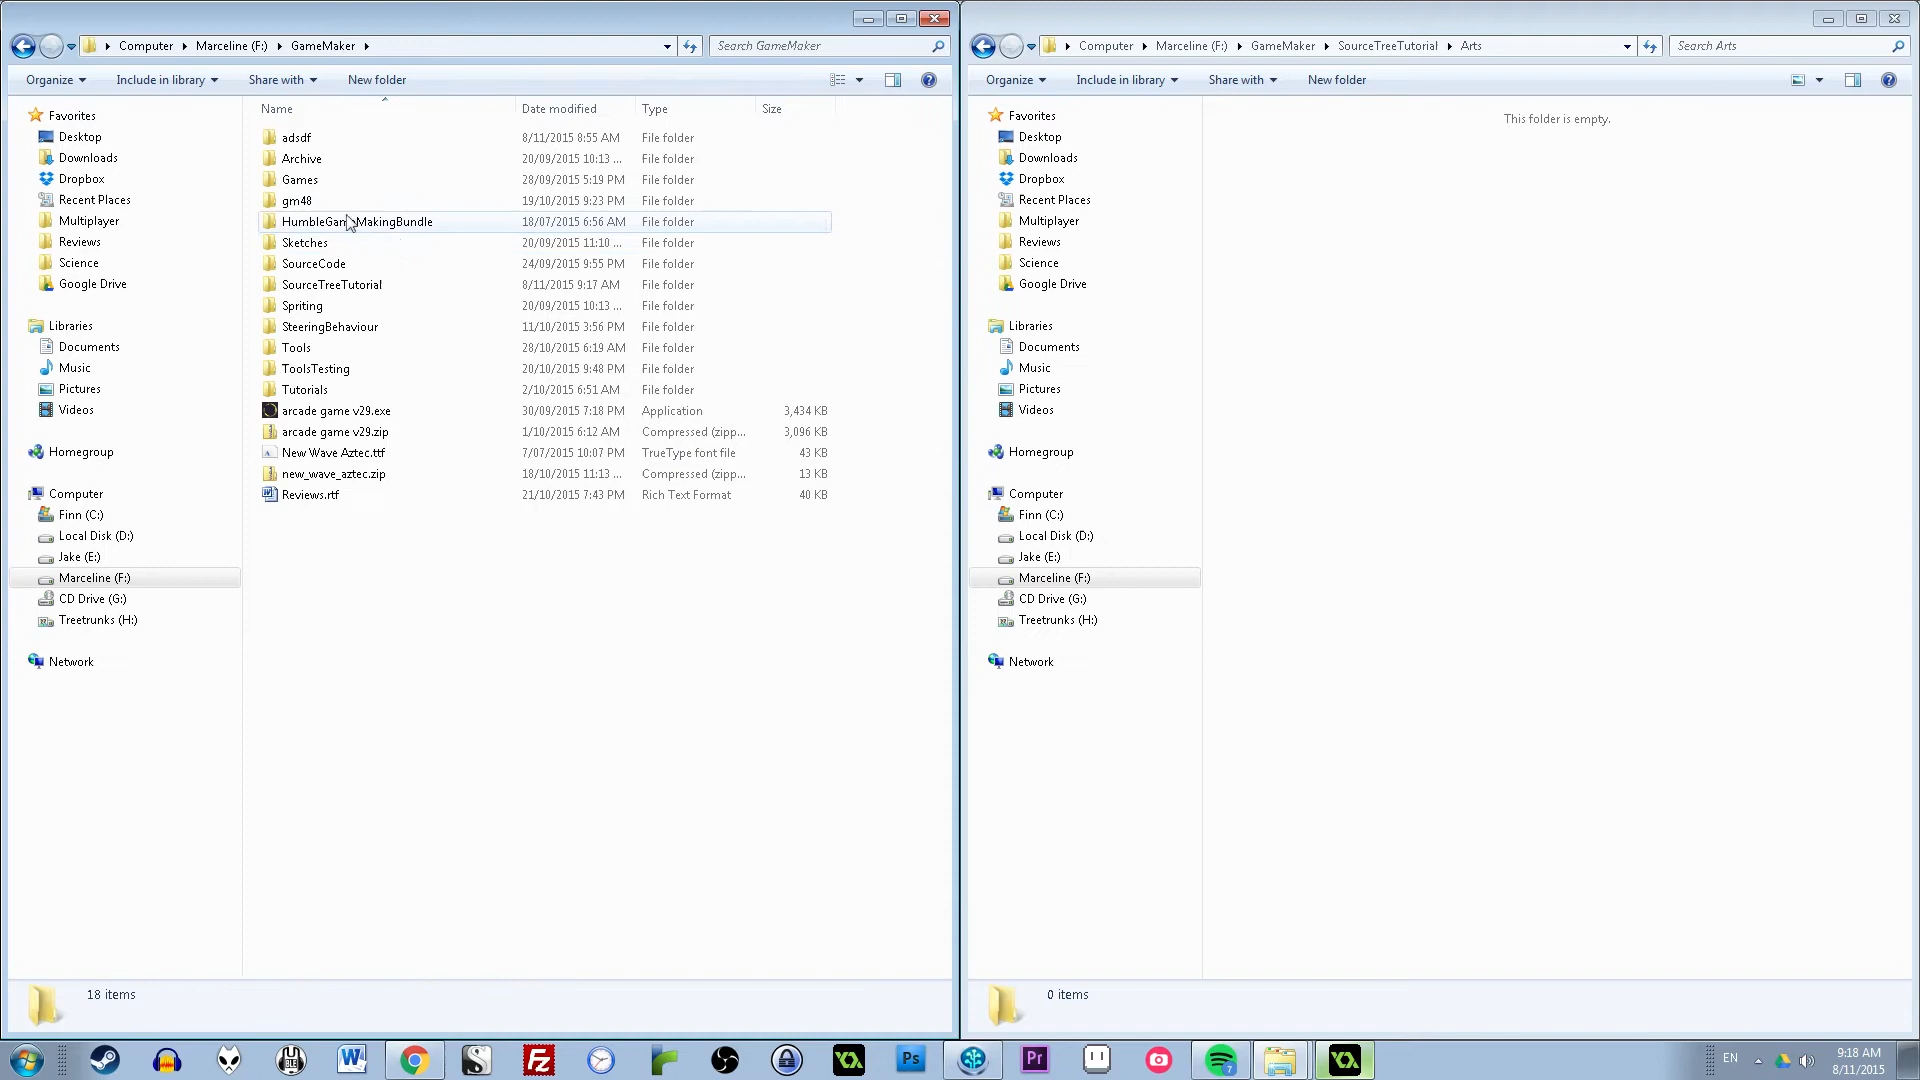 Computer Marceline (F:) GameMaker
Search GameMaker
Organize Include in library Share with New folder
Favorites
Desktop
Downloads
Dropbox
Recent Places
Multiplayer
Reviews
Science
Google Drive
Libraries
Documents
Music
Pictures
Videos
Homegroup
Computer
Finn (C:)
Local Disk (D:)
Jake (E:)
Marceline (F:)
CD Drive (G:)
Treetrunks (H:)
Network
Name Date modified Type Size
adsdf 8/11/2015 8:55 AM File folder
Archive 20/09/2015 10:13 ... File folder
Games 28/09/2015 5:19 PM File folder
gm48 19/10/2015 9:23 PM File folder
HumbleGameMakingBundle 18/07/2015 6:56 AM File folder
Sketches 20/09/2015 11:10 ... File folder
SourceCode 24/09/2015 9:55 PM File folder
SourceTreeTutorial 8/11/2015 9:17 AM File folder
Spriting 20/09/2015 10:13 ... File folder
SteeringBehaviour 11/10/2015 3:56 PM File folder
Tools 28/10/2015 6:19 AM File folder
ToolsTesting 20/10/2015 9:48 PM File folder
Tutorials 2/10/2015 6:51 AM File folder
arcade game v29.exe 30/09/2015 7:18 PM Application 3,434 KB
arcade game v29.zip 1/10/2015 6:12 AM Compressed (zipp... 3,096 KB
New Wave Aztec.ttf 7/07/2015 10:07 PM TrueType font file 43 KB
new_wave_aztec.zip 18/10/2015 11:13 ... Compressed (zipp... 13 KB
Reviews.rtf 21/10/2015 7:43 PM Rich Text Format 40 KB
18 items
Computer Marceline (F:) GameMaker SourceTreeTutorial Arts
Search Arts
Organize Include in library Share with New folder
Favorites
Desktop
Downloads
Dropbox
Recent Places
Multiplayer
Reviews
Science
Google Drive
Libraries
Documents
Music
Pictures
Videos
Homegroup
Computer
Finn (C:)
Local Disk (D:)
Jake (E:)
Marceline (F:)
CD Drive (G:)
Treetrunks (H:)
Network
This folder is empty.
0 items
W S FZ Ps Pr 7 EN
9:18 AM
8/11/2015